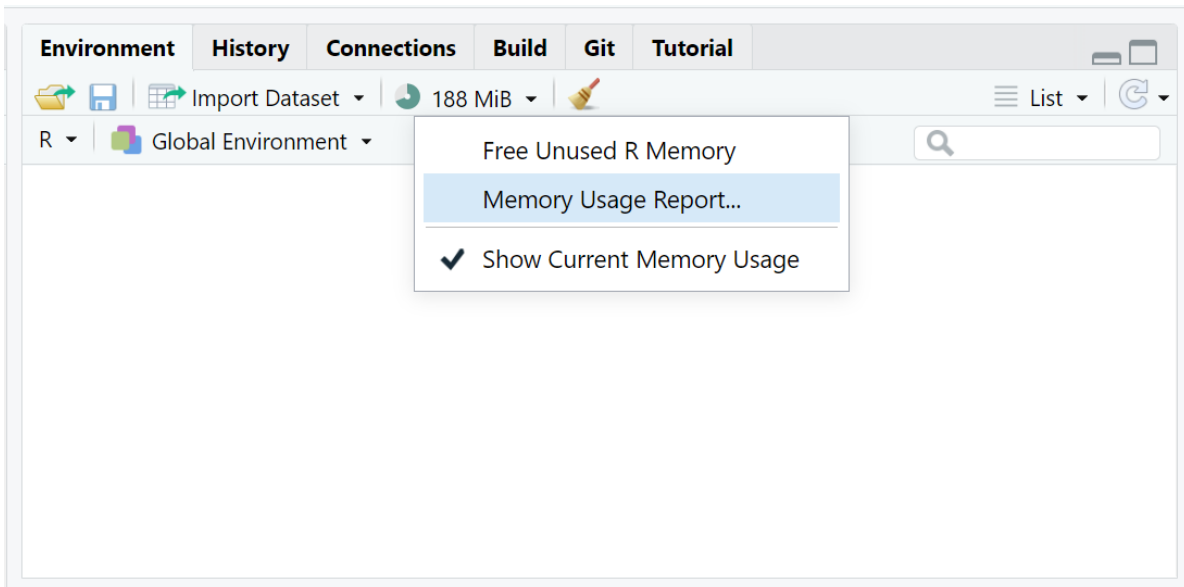 Environment History Connections Build Git Tutorial
Import Dataset 188 MiB List
R Global Environment
Free Unused R Memory
Memory Usage Report...
Show Current Memory Usage